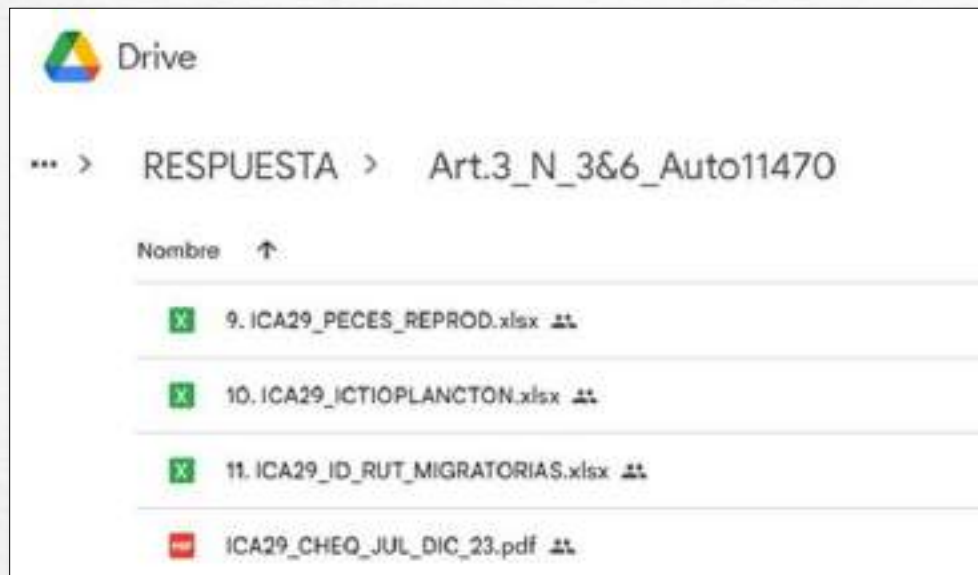 Drive
... > RESPUESTA > Art.3_N_3&6_Auto11470
Nombre ↑
9. ICA29_PECES_REPROD.xlsx
10. ICA29_ICTIOPLANCTON.xlsx
11. ICA29_ID_RUT_MIGRATORIAS.xlsx
ICA29_CHEQ_JUL_DIC_23.pdf